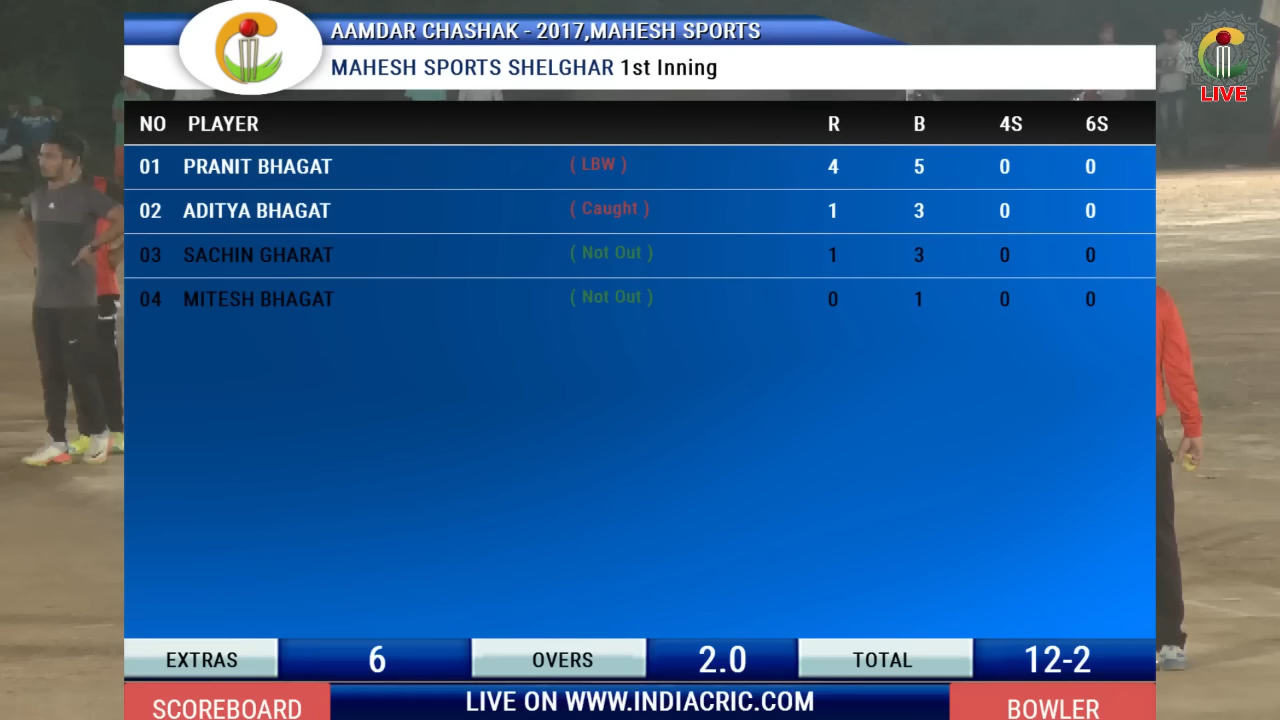 AAMDAR CHASHAK - 2017,MAHESH SPORTS
MAHESH SPORTS SHELGHAR 1st Inning
LIVE
NO PLAYER R B 4S 6S
01 PRANIT BHAGAT ( LBW ) 4 5 0 0
02 ADITYA BHAGAT ( Caught ) 1 3 0 0
03 SACHIN GHARAT ( Not Out ) 1 3 0 0
04 MITESH BHAGAT ( Not Out ) 0 1 0 0
EXTRAS 6 OVERS 2.0 TOTAL 12-2
SCOREBOARD LIVE ON WWW.INDIACRIC.COM BOWLER